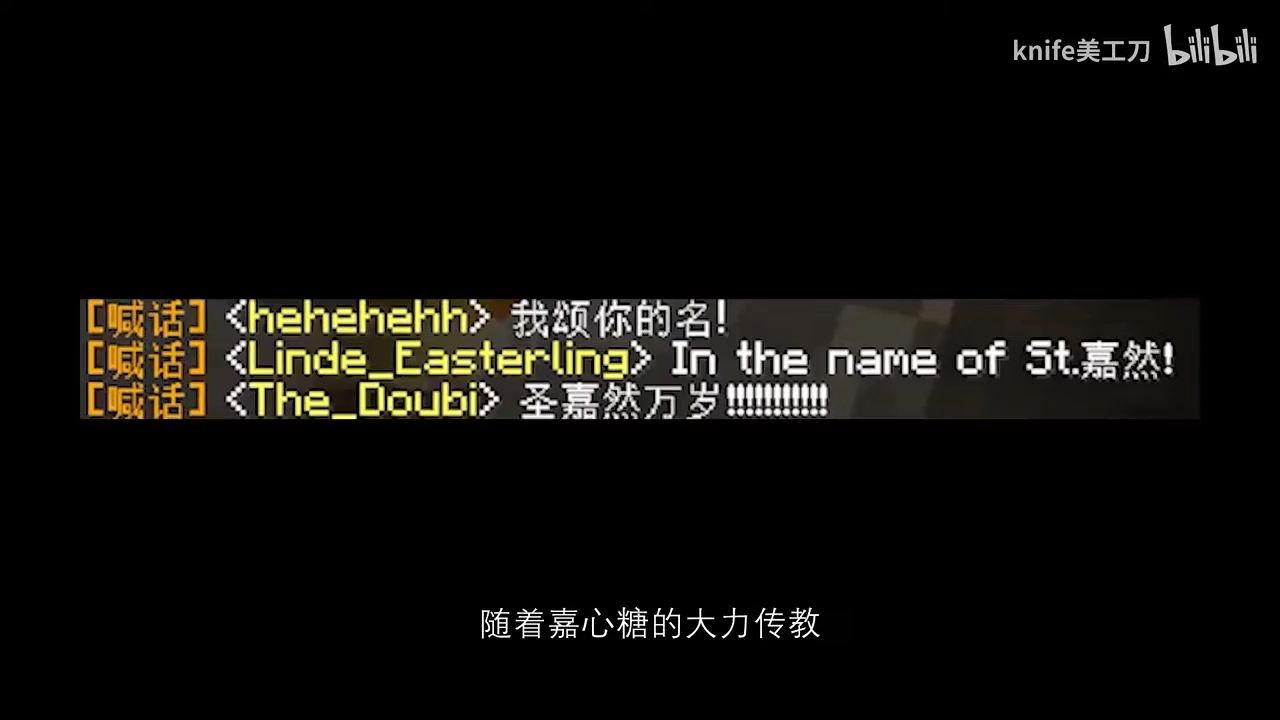 knife美工刀 bilibili
[喊话] <hehehehh> 我颂你的名!
[喊话] <Linde_Easterling> In the name of St.嘉然!
[喊话] <The_Doubi> 圣嘉然万岁!!!!!!!!!!!
随着嘉心糖的大力传教